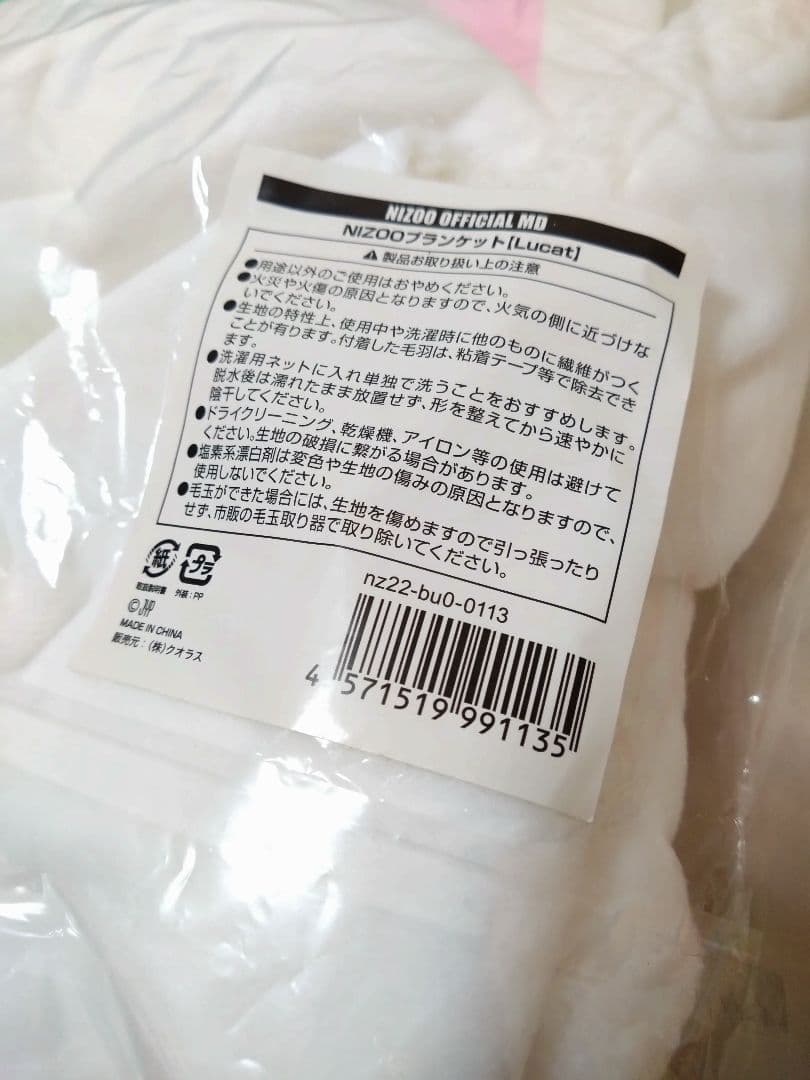 NIZOO OFFICIAL MD
NIZOOブランケット【Lucat】
⚠ 製品お取り扱い上の注意
●用途以外のご使用はおやめください。
●火災や火傷の原因となりますので、火気の側に近づけな
いでください。
●生地の特性上、使用中や洗濯時に他のものに繊維がつく
ことが有ります。付着した毛羽は、粘着テープ等で除去でき
ます。
●洗濯用ネットに入れ単独で洗うことをおすすめします。
脱水後は濡れたまま放置せず、形を整えてから速やかに
陰干してください。
●ドライクリーニング、乾燥機、アイロン等の使用は避けて
ください。生地の破損に繋がる場合があります。
●塩素系漂白剤は変色や生地の傷みの原因となりますので、
使用しないでください。
●毛玉ができた場合には、生地を傷めますので引っ張ったり
せず、市販の毛玉取り器で取り除いてください。
紙 プラ
取扱説明書 外装：PP
nz22-bu0-0113
MADE IN CHINA
販売元：(株)クオラス
4 571519 991135